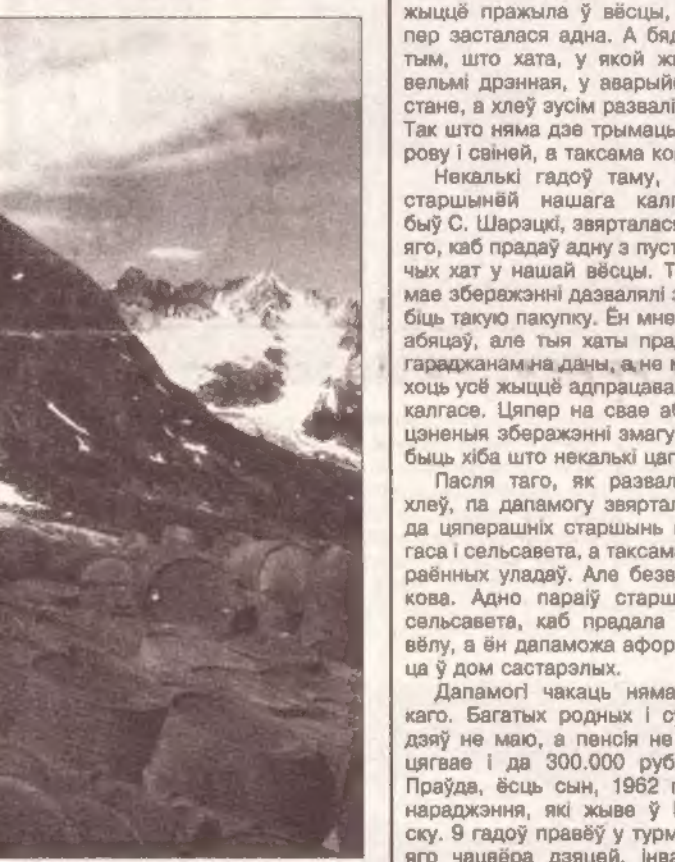 жыццё пражыла ў вёсцы,
пер засталася адна. А бяд
тым, што хата, у якой жы
вельмі дрэнная, у аварый
стане, а хлеў зусім развалі
Так што няма дзе трымаць
рову і свіней, а таксама ко
Некалькі гадоў таму,
старшынёй нашага калг
быў С. Шарэцкі, звярталася
яго, каб прадаў адну з пуст
чых хат у нашай вёсцы. Т
мае зберажэнні дазвалялі з
біць такую пакупку. Ён мне
абяцаў, але тыя хаты прад
гараджанам на дачы, а не м
хоць усё жыццё адпрацава
калгасе. Цяпер на свае аб
цэненыя зберажэнні змагу
быць хіба што некалькі цаг
Пасля таго, як развал
хлеў, па дапамогу звяртал
да цяперашніх старшынь
гаса і сельсавета, а таксам
раённых уладаў. Але безв
кова. Адно параіў старш
сельсавета, каб прадала
вёлу, а ён дапаможа афор
ца ў дом састарэлых.
Дапамогі чакаць няма
каго. Багатых родных і с
дзяў не маю, а пенсія не
цягвае і да 300.000 руб
Праўда, ёсць сын, 1962 г
нараджэння, які жыве ў
ску. 9 гадоў правёў у турм
яго чацвёра дзяцей, інва